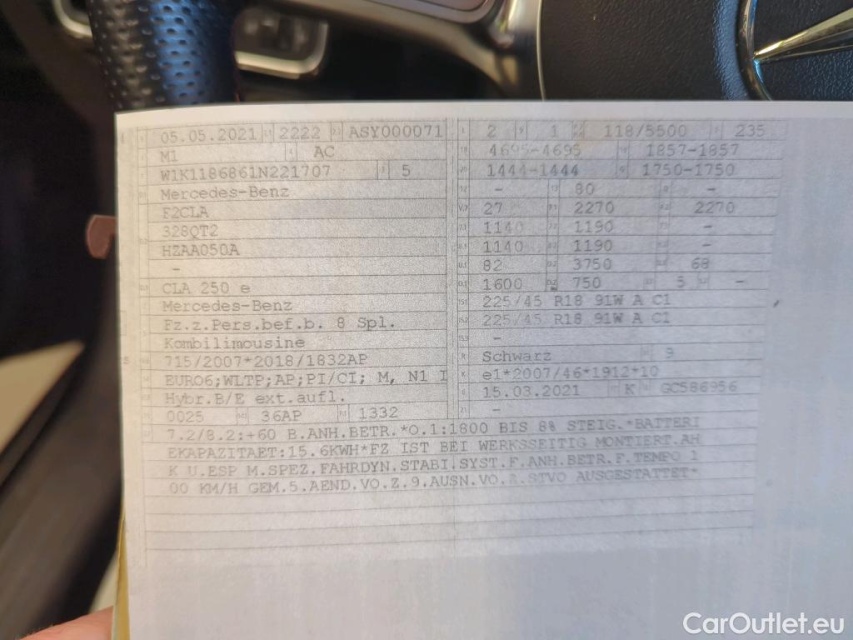 05.05.2021 2222 ASY000071 2 1 118/5500 235
M1 AC 4695-4695 1857-1857
W1K1186861N221707 5 1444-1444 1750-1750
Mercedes-Benz - 80 -
F2CLA 27 2270 2270
328QT2 1140 1190 -
HZAA050A 1140 1190 -
- 82 3750 68
CLA 250 e 1600 750 5 -
Mercedes-Benz 225/45 R18 91W A C1
Fz.z.Pers.bef.b. 8 Spl. 225/45 R18 91W A C1
Kombilimousine -
715/2007*2018/1832AP Schwarz 9
EURO6;WLTP;AP;PI/CI; M, N1 I e1*2007/46*1912*10
Hybr.B/E ext.aufl. 15.03.2021 K GC586956
0025 36AP 1332 -
7.2/8.2:+60 B.ANH.BETR.*O.1:1800 BIS 8% STEIG.*BATTERI
EKAPAZITAET:15.6KWH*FZ IST BEI WERKSSEITIG MONTIERT.AH
K U.ESP M.SPEZ.FAHRDYN.STABI.SYST.F.ANH.BETR.F.TEMPO 1
00 KM/H GEM.5.AEND.VO.Z.9.AUSN.VO.Z.STVO AUSGESTATTET*
CarOutlet.eu